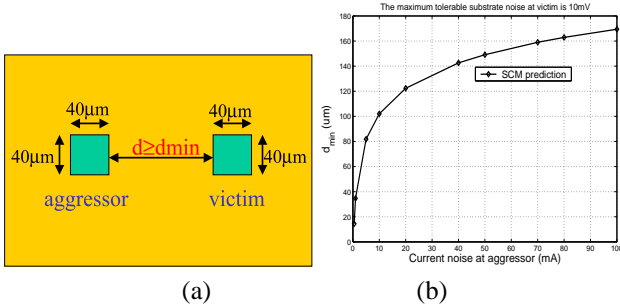 40μm
40μm
40μm
d≥dmin
40μm
aggressor
victim
(a)
The maximum tolerable substrate noise at victim is 10mV
180
160
140
120
100
80
60
40
20
0
d_min (um)
SCM prediction
0 10 20 30 40 50 60 70 80 90 100
Current noise at aggressor (mA)
(b)